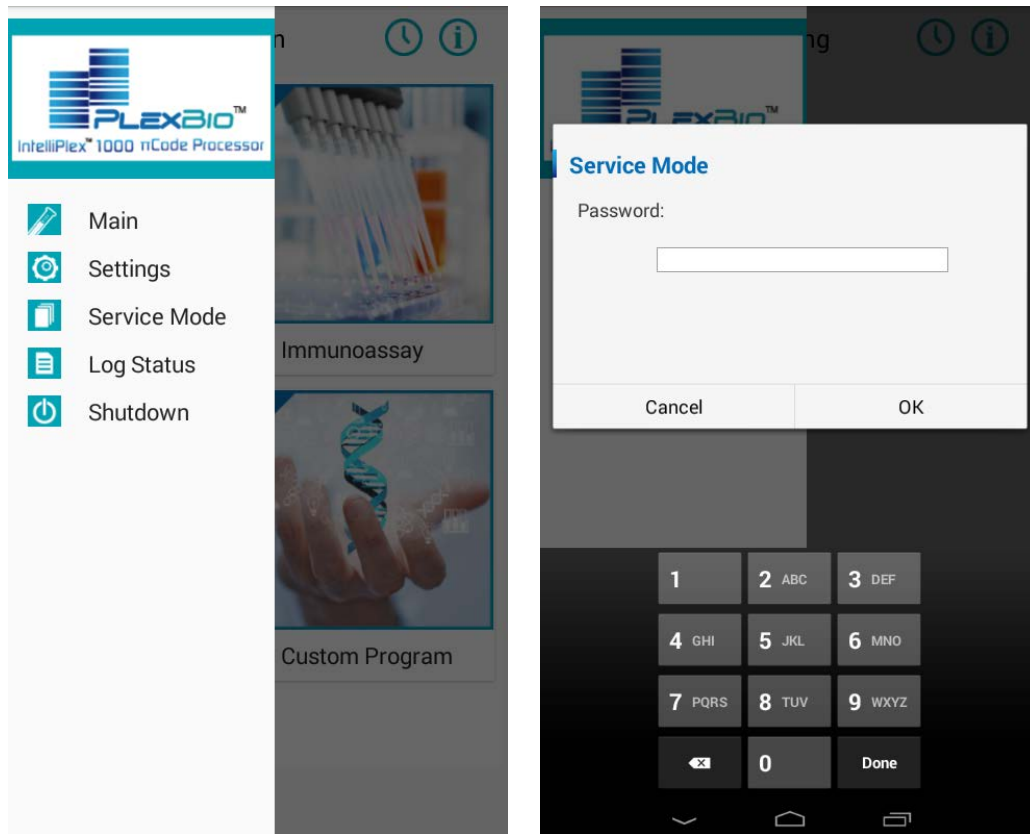 n
PLEXBIO™
IntelliPlex™ 1000 πCode Processor
Main
Settings
Service Mode
Log Status
Shutdown
Immunoassay
Custom Program
ng
PLEXBIO™
Service Mode
Password:
Cancel
OK
1
2 ABC
3 DEF
4 GHI
5 JKL
6 MNO
7 PQRS
8 TUV
9 WXYZ
0
Done